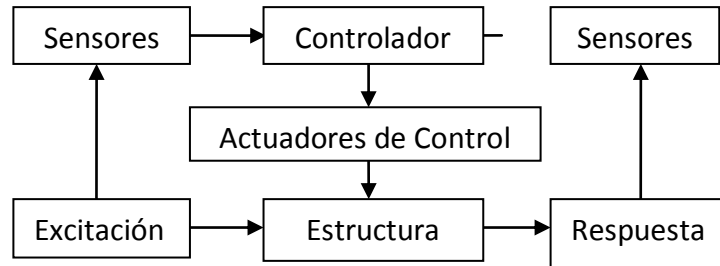 Sensores
Controlador
Sensores
Actuadores de Control
Excitación
Estructura
Respuesta